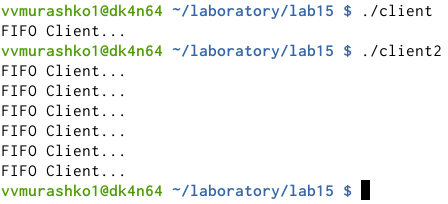 vvmurashko1@dk4n64 ~/laboratory/lab15 $ ./client
FIFO Client...
vvmurashko1@dk4n64 ~/laboratory/lab15 $ ./client2
FIFO Client...
FIFO Client...
FIFO Client...
FIFO Client...
FIFO Client...
FIFO Client...
vvmurashko1@dk4n64 ~/laboratory/lab15 $